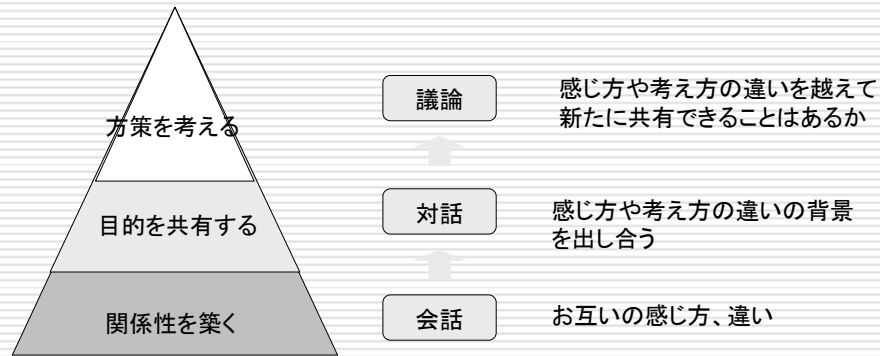 方策を考える
議論
感じ方や考え方の違いを越えて
新たに共有できることはあるか
目的を共有する
対話
感じ方や考え方の違いの背景
を出し合う
関係性を築く
会話
お互いの感じ方、違い